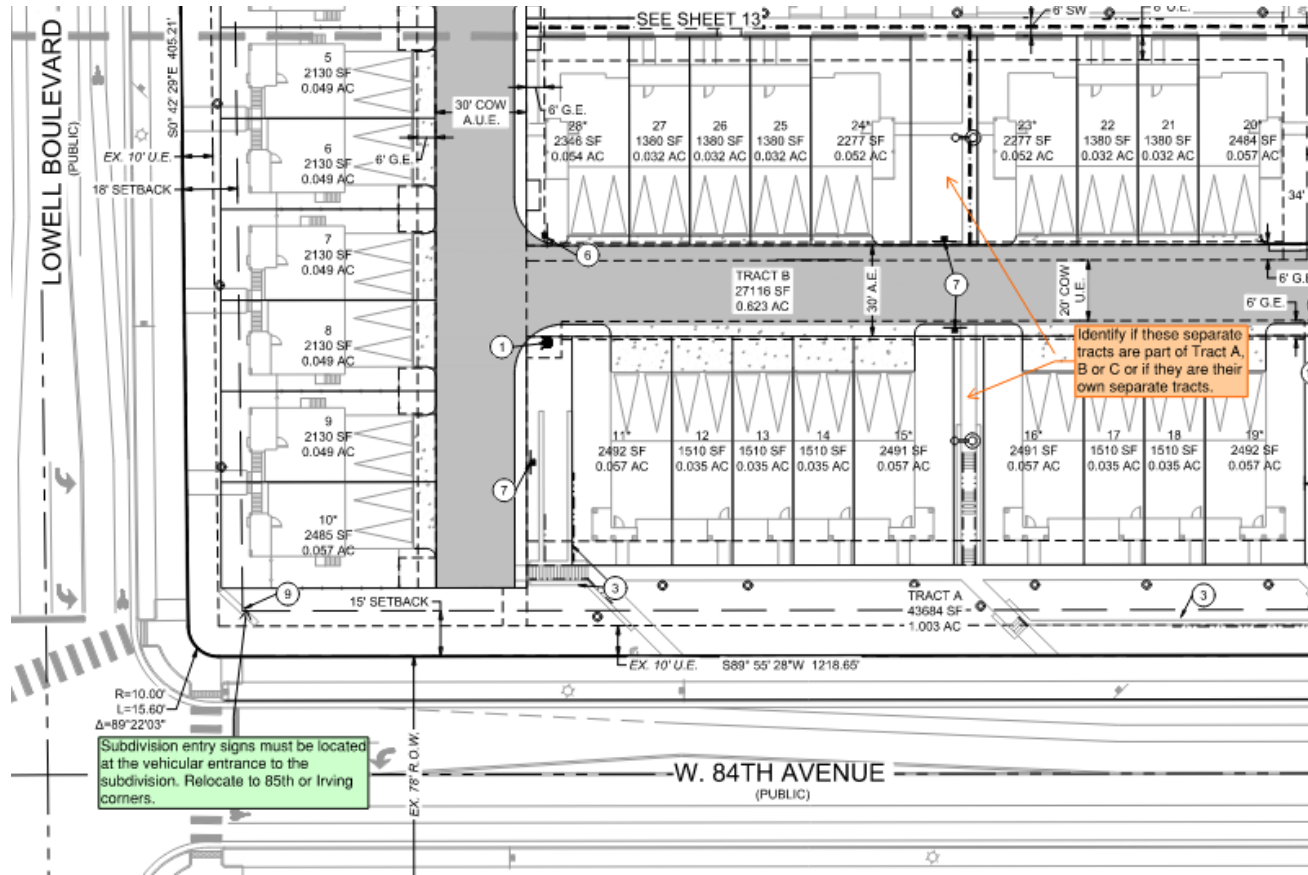 SEE SHEET 13
6' SW
8' U.E.
LOWELL BOULEVARD
(PUBLIC)
S0° 42' 29"E 405.21'
5
2130 SF
0.049 AC
30' COW
A.U.E.
6' G.E.
28*
2346 SF
0.054 AC
27
1380 SF
0.032 AC
26
1380 SF
0.032 AC
25
1380 SF
0.032 AC
24*
2277 SF
0.052 AC
23*
2277 SF
0.052 AC
22
1380 SF
0.032 AC
21
1380 SF
0.032 AC
20*
2484 SF
0.057 AC
34'
EX. 10' U.E.
6
2130 SF
0.049 AC
6' G.E.
18' SETBACK
7
2130 SF
0.049 AC
6
TRACT B
27116 SF
0.623 AC
30' A.E.
7
20' COW
U.E.
6' G.E.
6' G.E.
8
2130 SF
0.049 AC
1
Identify if these separate
tracts are part of Tract A,
B or C or if they are their
own separate tracts.
9
2130 SF
0.049 AC
11*
2492 SF
0.057 AC
12
1510 SF
0.035 AC
13
1510 SF
0.035 AC
14
1510 SF
0.035 AC
15*
2491 SF
0.057 AC
16*
2491 SF
0.057 AC
17
1510 SF
0.035 AC
18
1510 SF
0.035 AC
19*
2492 SF
0.057 AC
7
10*
2485 SF
0.057 AC
9
15' SETBACK
3
TRACT A
43684 SF
1.003 AC
3
EX. 10' U.E.
S89° 55' 28"W 1218.65'
R=10.00'
L=15.60'
Δ=89°22'03"
Subdivision entry signs must be located
at the vehicular entrance to the
subdivision. Relocate to 85th or Irving
corners.
EX. 78' R.O.W.
W. 84TH AVENUE
(PUBLIC)